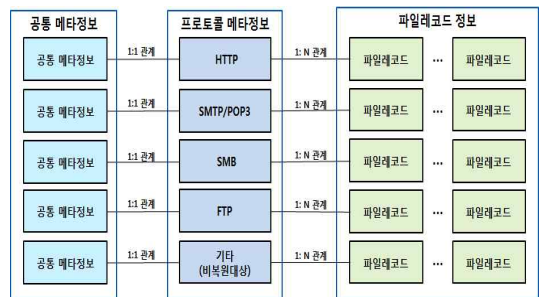 공통 메타정보
프로토콜 메타정보
파일레코드 정보
공통 메타정보 1:1 관계 HTTP 1: N 관계 파일레코드 ... 파일레코드
공통 메타정보 1:1 관계 SMTP/POP3 1: N 관계 파일레코드 ... 파일레코드
공통 메타정보 1:1 관계 SMB 1: N 관계 파일레코드 ... 파일레코드
공통 메타정보 1:1 관계 FTP 1: N 관계 파일레코드 ... 파일레코드
공통 메타정보 1:1 관계 기타 1: N 관계 파일레코드 ... 파일레코드
(비복원대상)